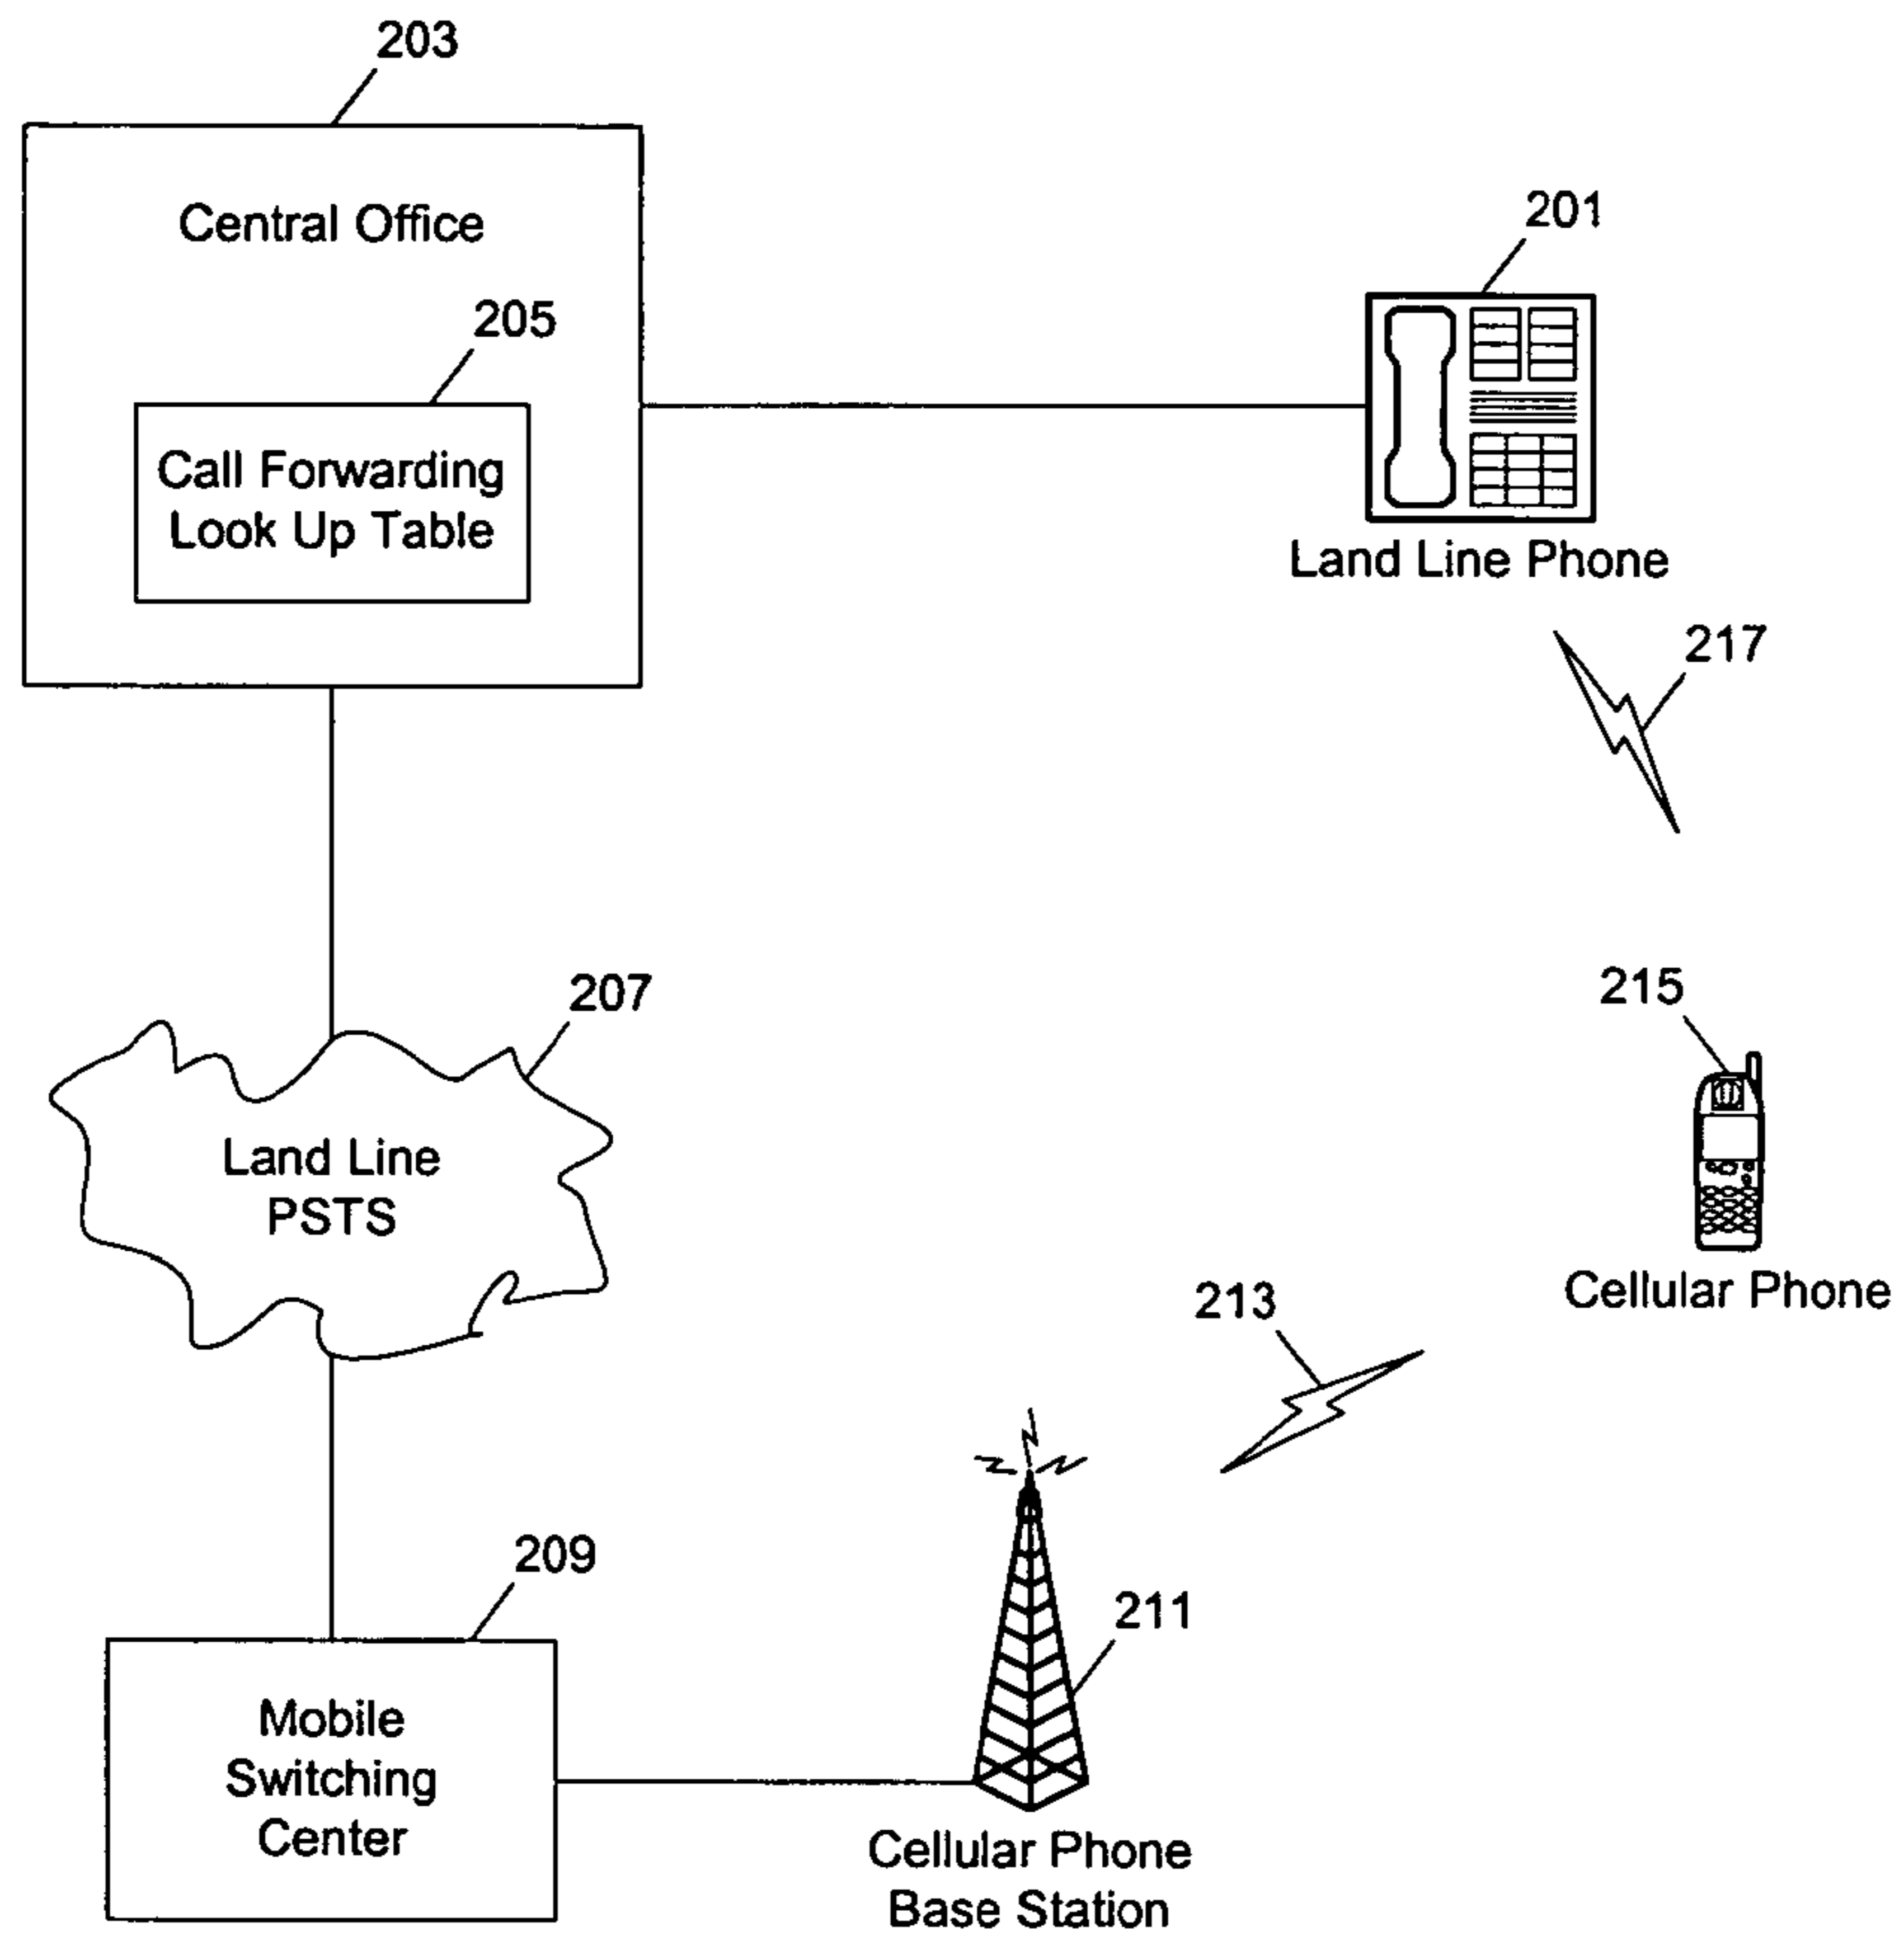 203
Central Office
205
Call Forwarding
Look Up Table
201
Land Line Phone
217
207
Land Line
PSTS
215
Cellular Phone
213
209
Mobile
Switching
Center
211
Cellular Phone
Base Station